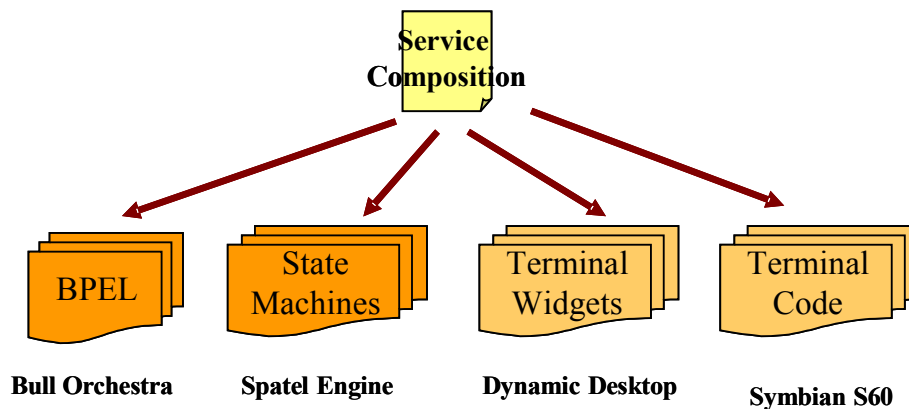 Service
Composition
BPEL
State
Machines
Terminal
Widgets
Terminal
Code
Bull Orchestra
Spatel Engine
Dynamic Desktop
Symbian S60